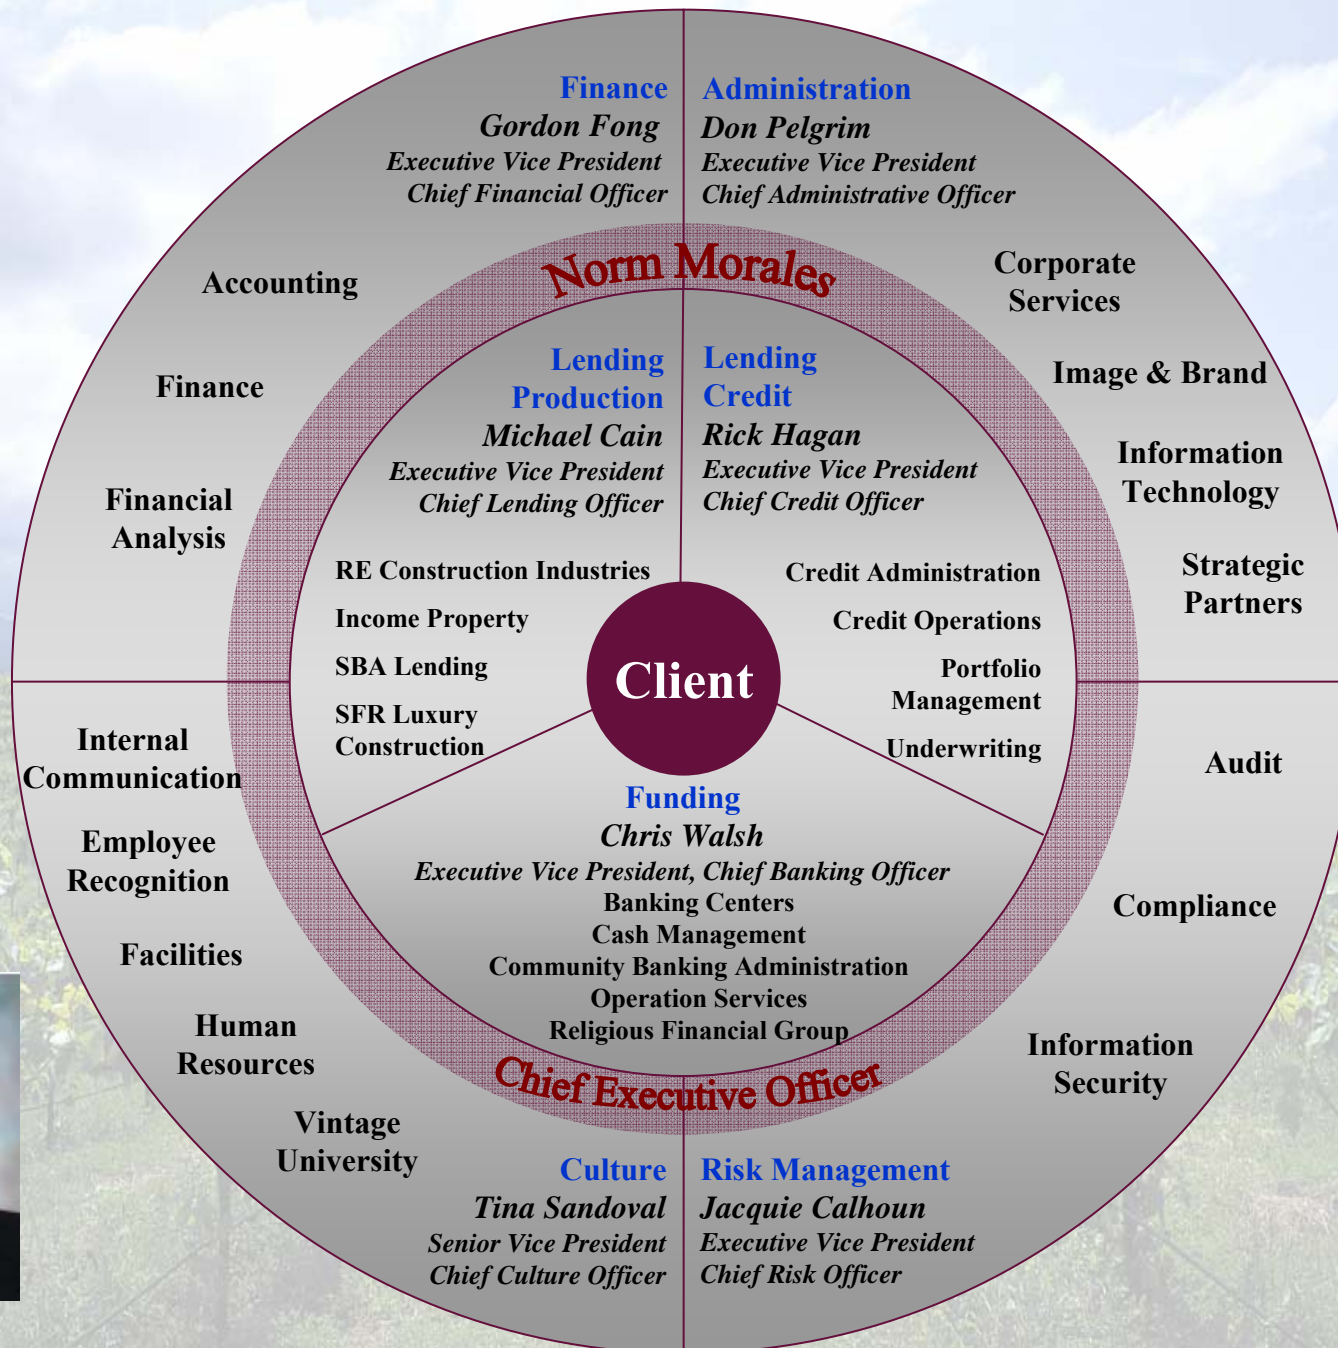 Finance
Gordon Fong
Executive Vice President
Chief Financial Officer
Administration
Don Pelgrim
Executive Vice President
Chief Administrative Officer
Accounting
Finance
Financial
Analysis
Corporate
Services
Image & Brand
Information
Technology
Strategic
Partners
Norm Morales
Lending
Production
Michael Cain
Executive Vice President
Chief Lending Officer
RE Construction Industries
Income Property
SBA Lending
SFR Luxury
Construction
Lending
Credit
Rick Hagan
Executive Vice President
Chief Credit Officer
Credit Administration
Credit Operations
Portfolio
Management
Underwriting
Client
Funding
Chris Walsh
Executive Vice President, Chief Banking Officer
Banking Centers
Cash Management
Community Banking Administration
Operation Services
Religious Financial Group
Chief Executive Officer
Internal
Communication
Employee
Recognition
Facilities
Human
Resources
Vintage
University
Culture
Tina Sandoval
Senior Vice President
Chief Culture Officer
Audit
Compliance
Information
Security
Risk Management
Jacquie Calhoun
Executive Vice President
Chief Risk Officer